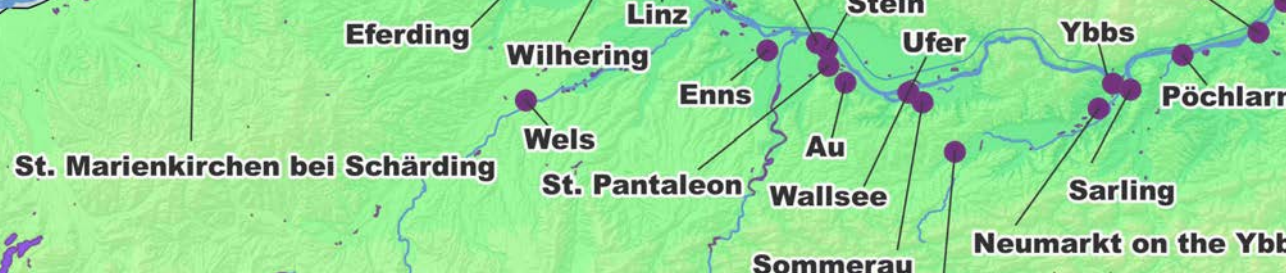 Stein
Linz
Eferding
Ybbs
Ufer
Wilhering
Enns
Pöchlarn
Wels
Au
St. Marienkirchen bei Schärding
St. Pantaleon
Wallsee
Sarling
Neumarkt on the Ybb
Sommerau